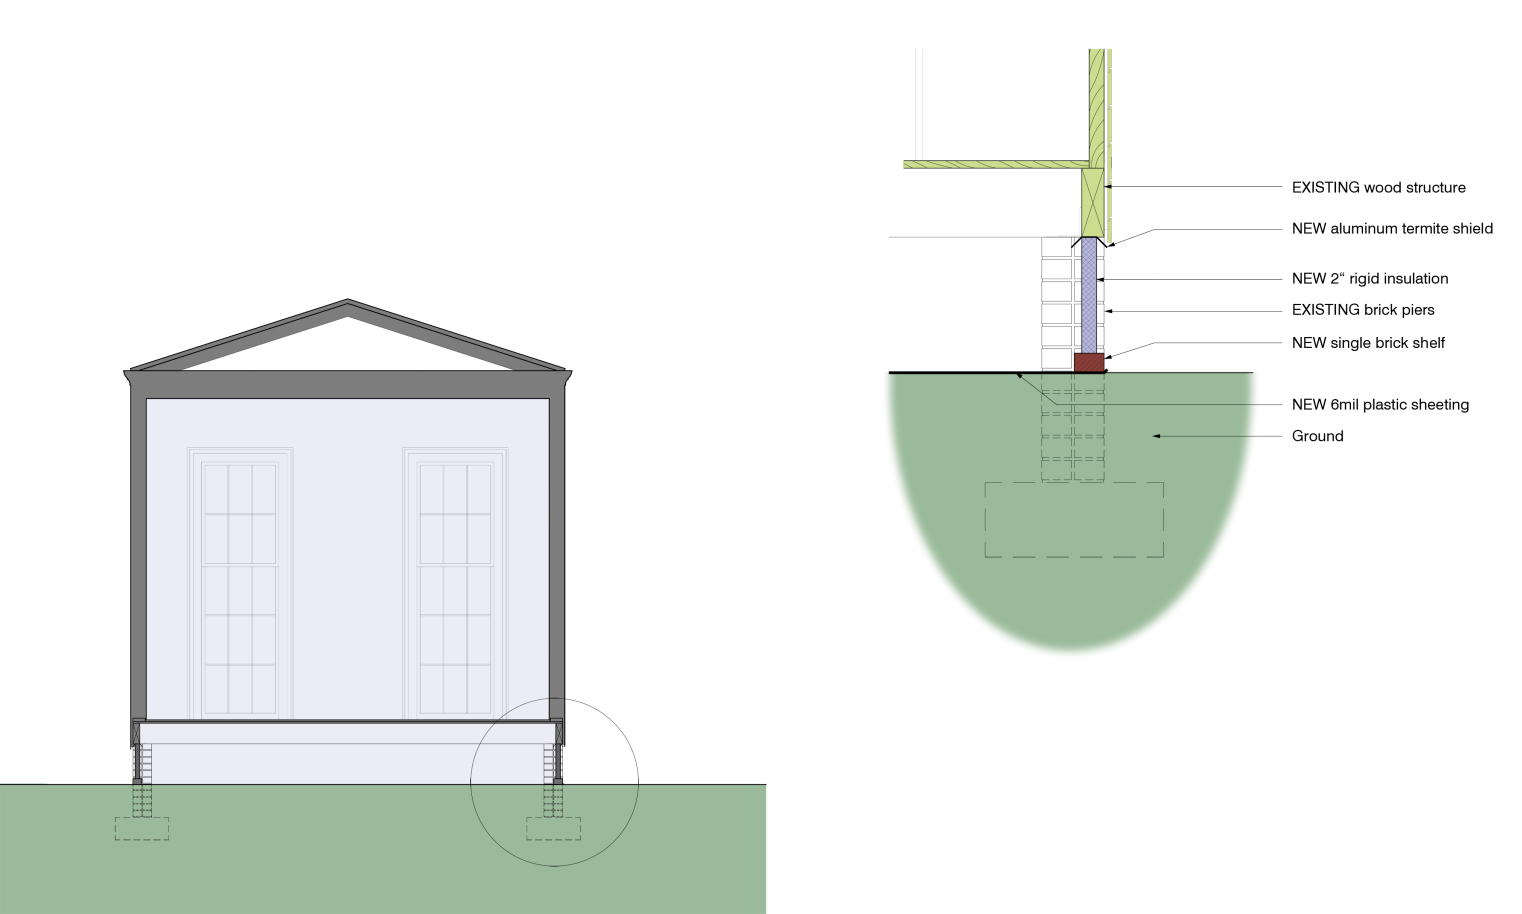 EXISTING wood structure
NEW aluminum termite shield
NEW 2“ rigid insulation
EXISTING brick piers
NEW single brick shelf
NEW 6mil plastic sheeting
Ground